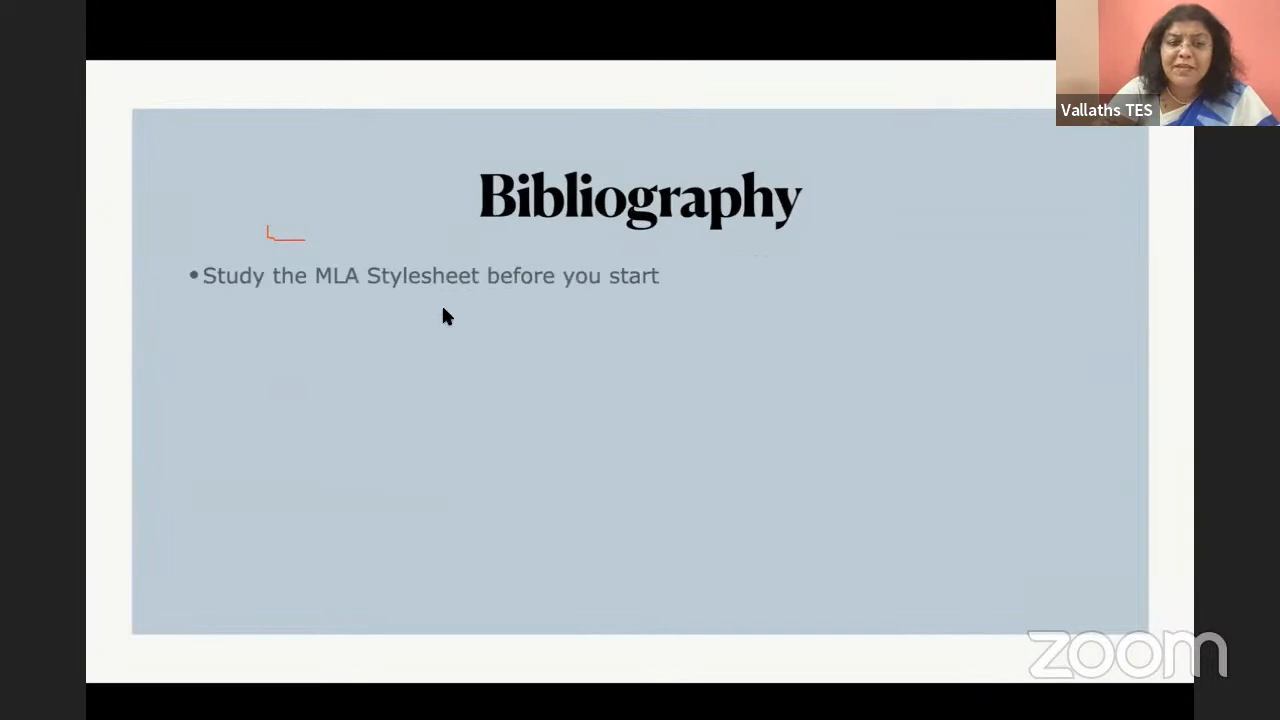 Vallaths TES
Bibliography
•Study the MLA Stylesheet before you start
zoom